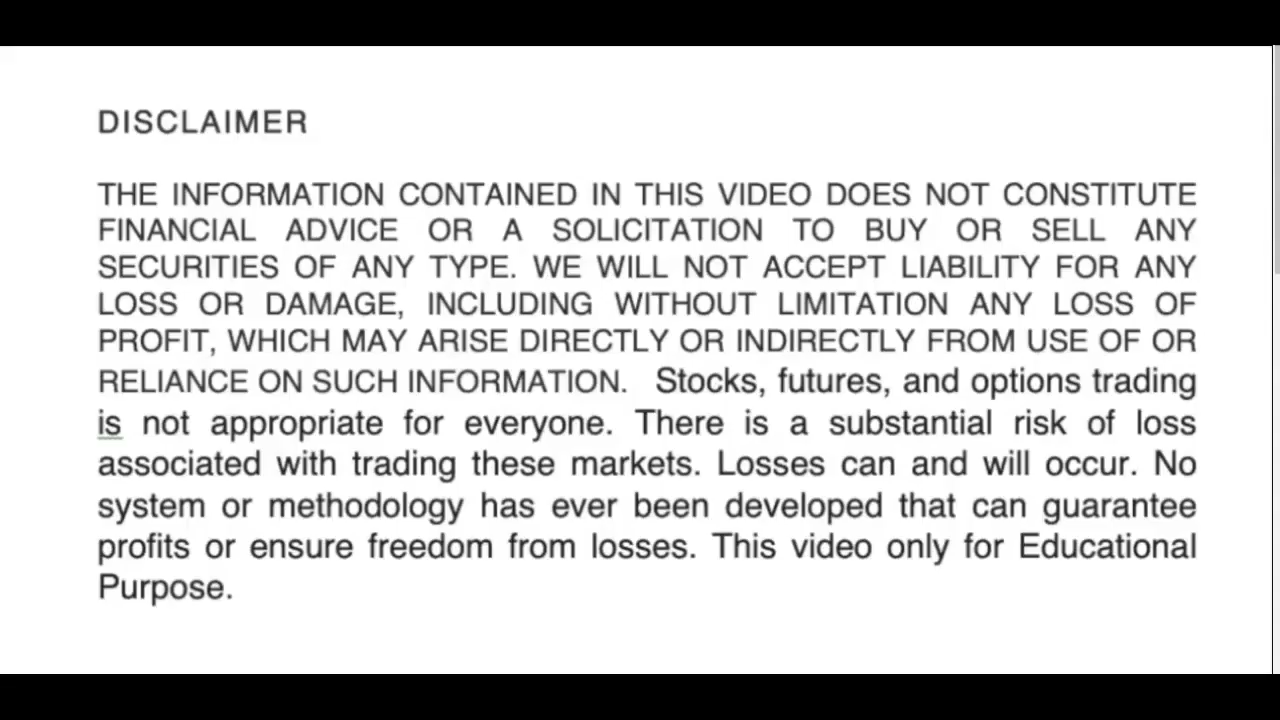 DISCLAIMER
THE INFORMATION CONTAINED IN THIS VIDEO DOES NOT CONSTITUTE
FINANCIAL ADVICE OR A SOLICITATION TO BUY OR SELL ANY
SECURITIES OF ANY TYPE. WE WILL NOT ACCEPT LIABILITY FOR ANY
LOSS OR DAMAGE, INCLUDING WITHOUT LIMITATION ANY LOSS OF
PROFIT, WHICH MAY ARISE DIRECTLY OR INDIRECTLY FROM USE OF OR
RELIANCE ON SUCH INFORMATION. Stocks, futures, and options trading
is not appropriate for everyone. There is a substantial risk of loss
associated with trading these markets. Losses can and will occur. No
system or methodology has ever been developed that can guarantee
profits or ensure freedom from losses. This video only for Educational
Purpose.